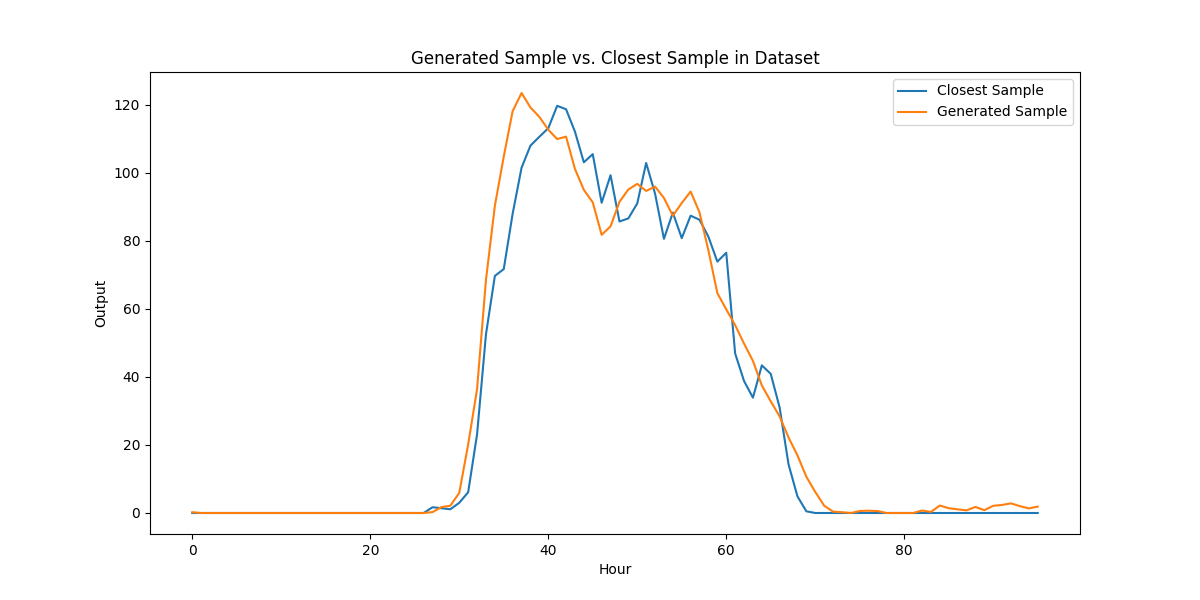 Generated Sample vs. Closest Sample in Dataset
Closest Sample
Generated Sample
Output
120
100
80
60
40
20
0
0 20 40 60 80
Hour